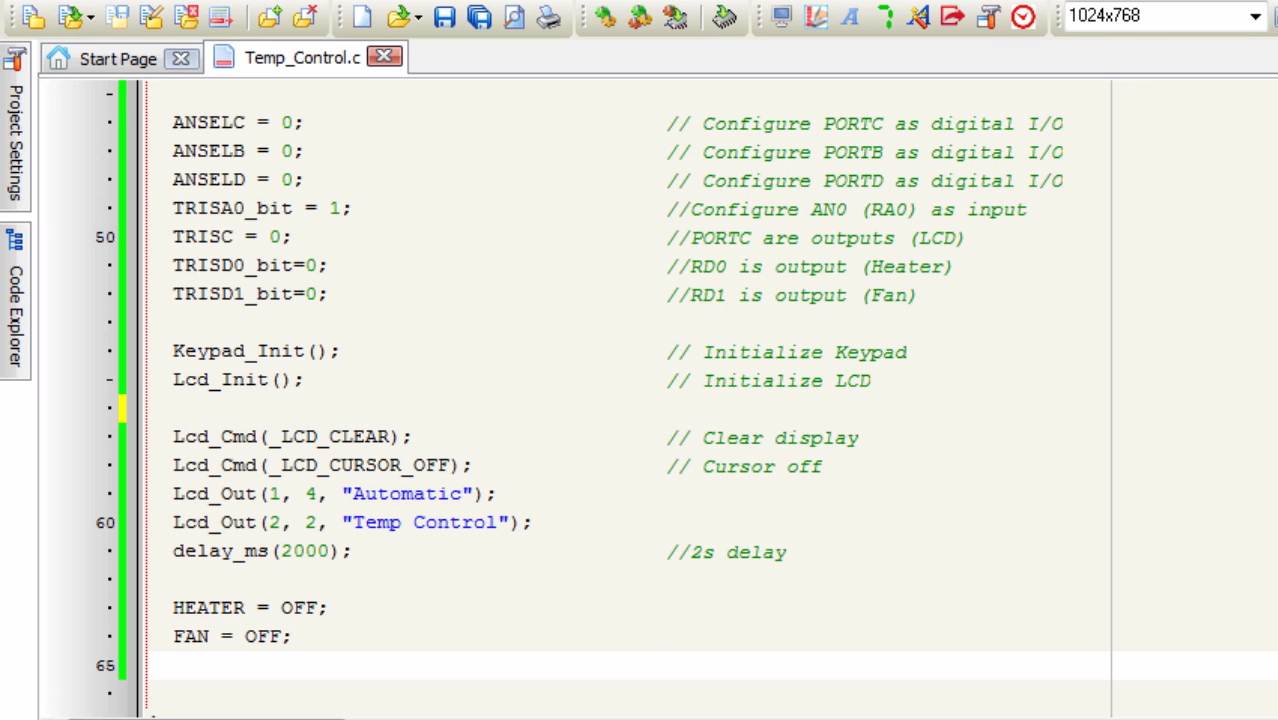 1024x768
Start Page
Temp_Control.c
Project Settings
Code Explorer
ANSELC = 0; // Configure PORTC as digital I/O
ANSELB = 0; // Configure PORTB as digital I/O
ANSELD = 0; // Configure PORTD as digital I/O
TRISA0_bit = 1; //Configure AN0 (RA0) as input
50 TRISC = 0; //PORTC are outputs (LCD)
TRISD0_bit=0; //RD0 is output (Heater)
TRISD1_bit=0; //RD1 is output (Fan)
Keypad_Init(); // Initialize Keypad
Lcd_Init(); // Initialize LCD
Lcd_Cmd(_LCD_CLEAR); // Clear display
Lcd_Cmd(_LCD_CURSOR_OFF); // Cursor off
Lcd_Out(1, 4, "Automatic");
60 Lcd_Out(2, 2, "Temp Control");
delay_ms(2000); //2s delay
HEATER = OFF;
FAN = OFF;
65